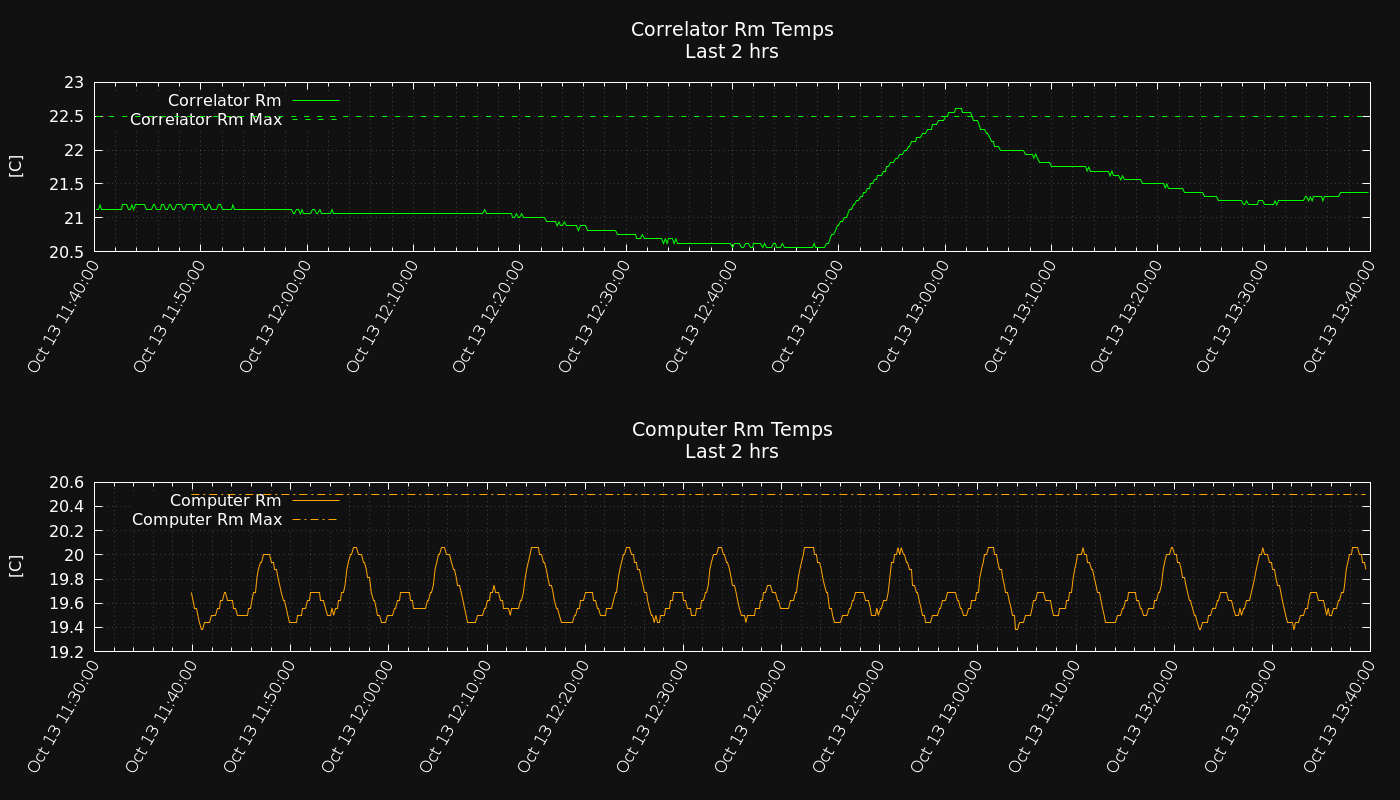 Correlator Rm Temps
Last 2 hrs
23
22.5
22
21.5
21
20.5
[C]
Correlator Rm
Correlator Rm Max
Oct 13 11:40:00
Oct 13 11:50:00
Oct 13 12:00:00
Oct 13 12:10:00
Oct 13 12:20:00
Oct 13 12:30:00
Oct 13 12:40:00
Oct 13 12:50:00
Oct 13 13:00:00
Oct 13 13:10:00
Oct 13 13:20:00
Oct 13 13:30:00
Oct 13 13:40:00
Computer Rm Temps
Last 2 hrs
20.6
20.4
20.2
20
19.8
19.6
19.4
19.2
[C]
Computer Rm
Computer Rm Max
Oct 13 11:30:00
Oct 13 11:40:00
Oct 13 11:50:00
Oct 13 12:00:00
Oct 13 12:10:00
Oct 13 12:20:00
Oct 13 12:30:00
Oct 13 12:40:00
Oct 13 12:50:00
Oct 13 13:00:00
Oct 13 13:10:00
Oct 13 13:20:00
Oct 13 13:30:00
Oct 13 13:40:00